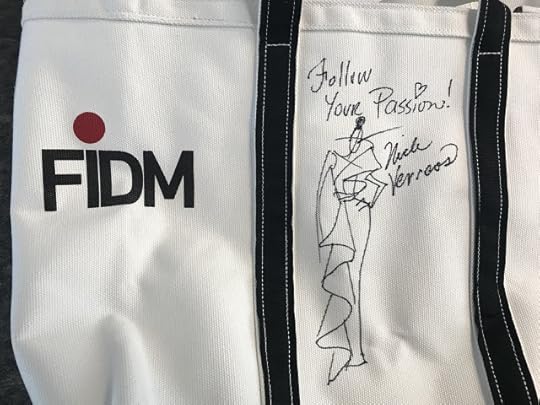 FIDM
Follow
Your Passion!
Nick
Verreos